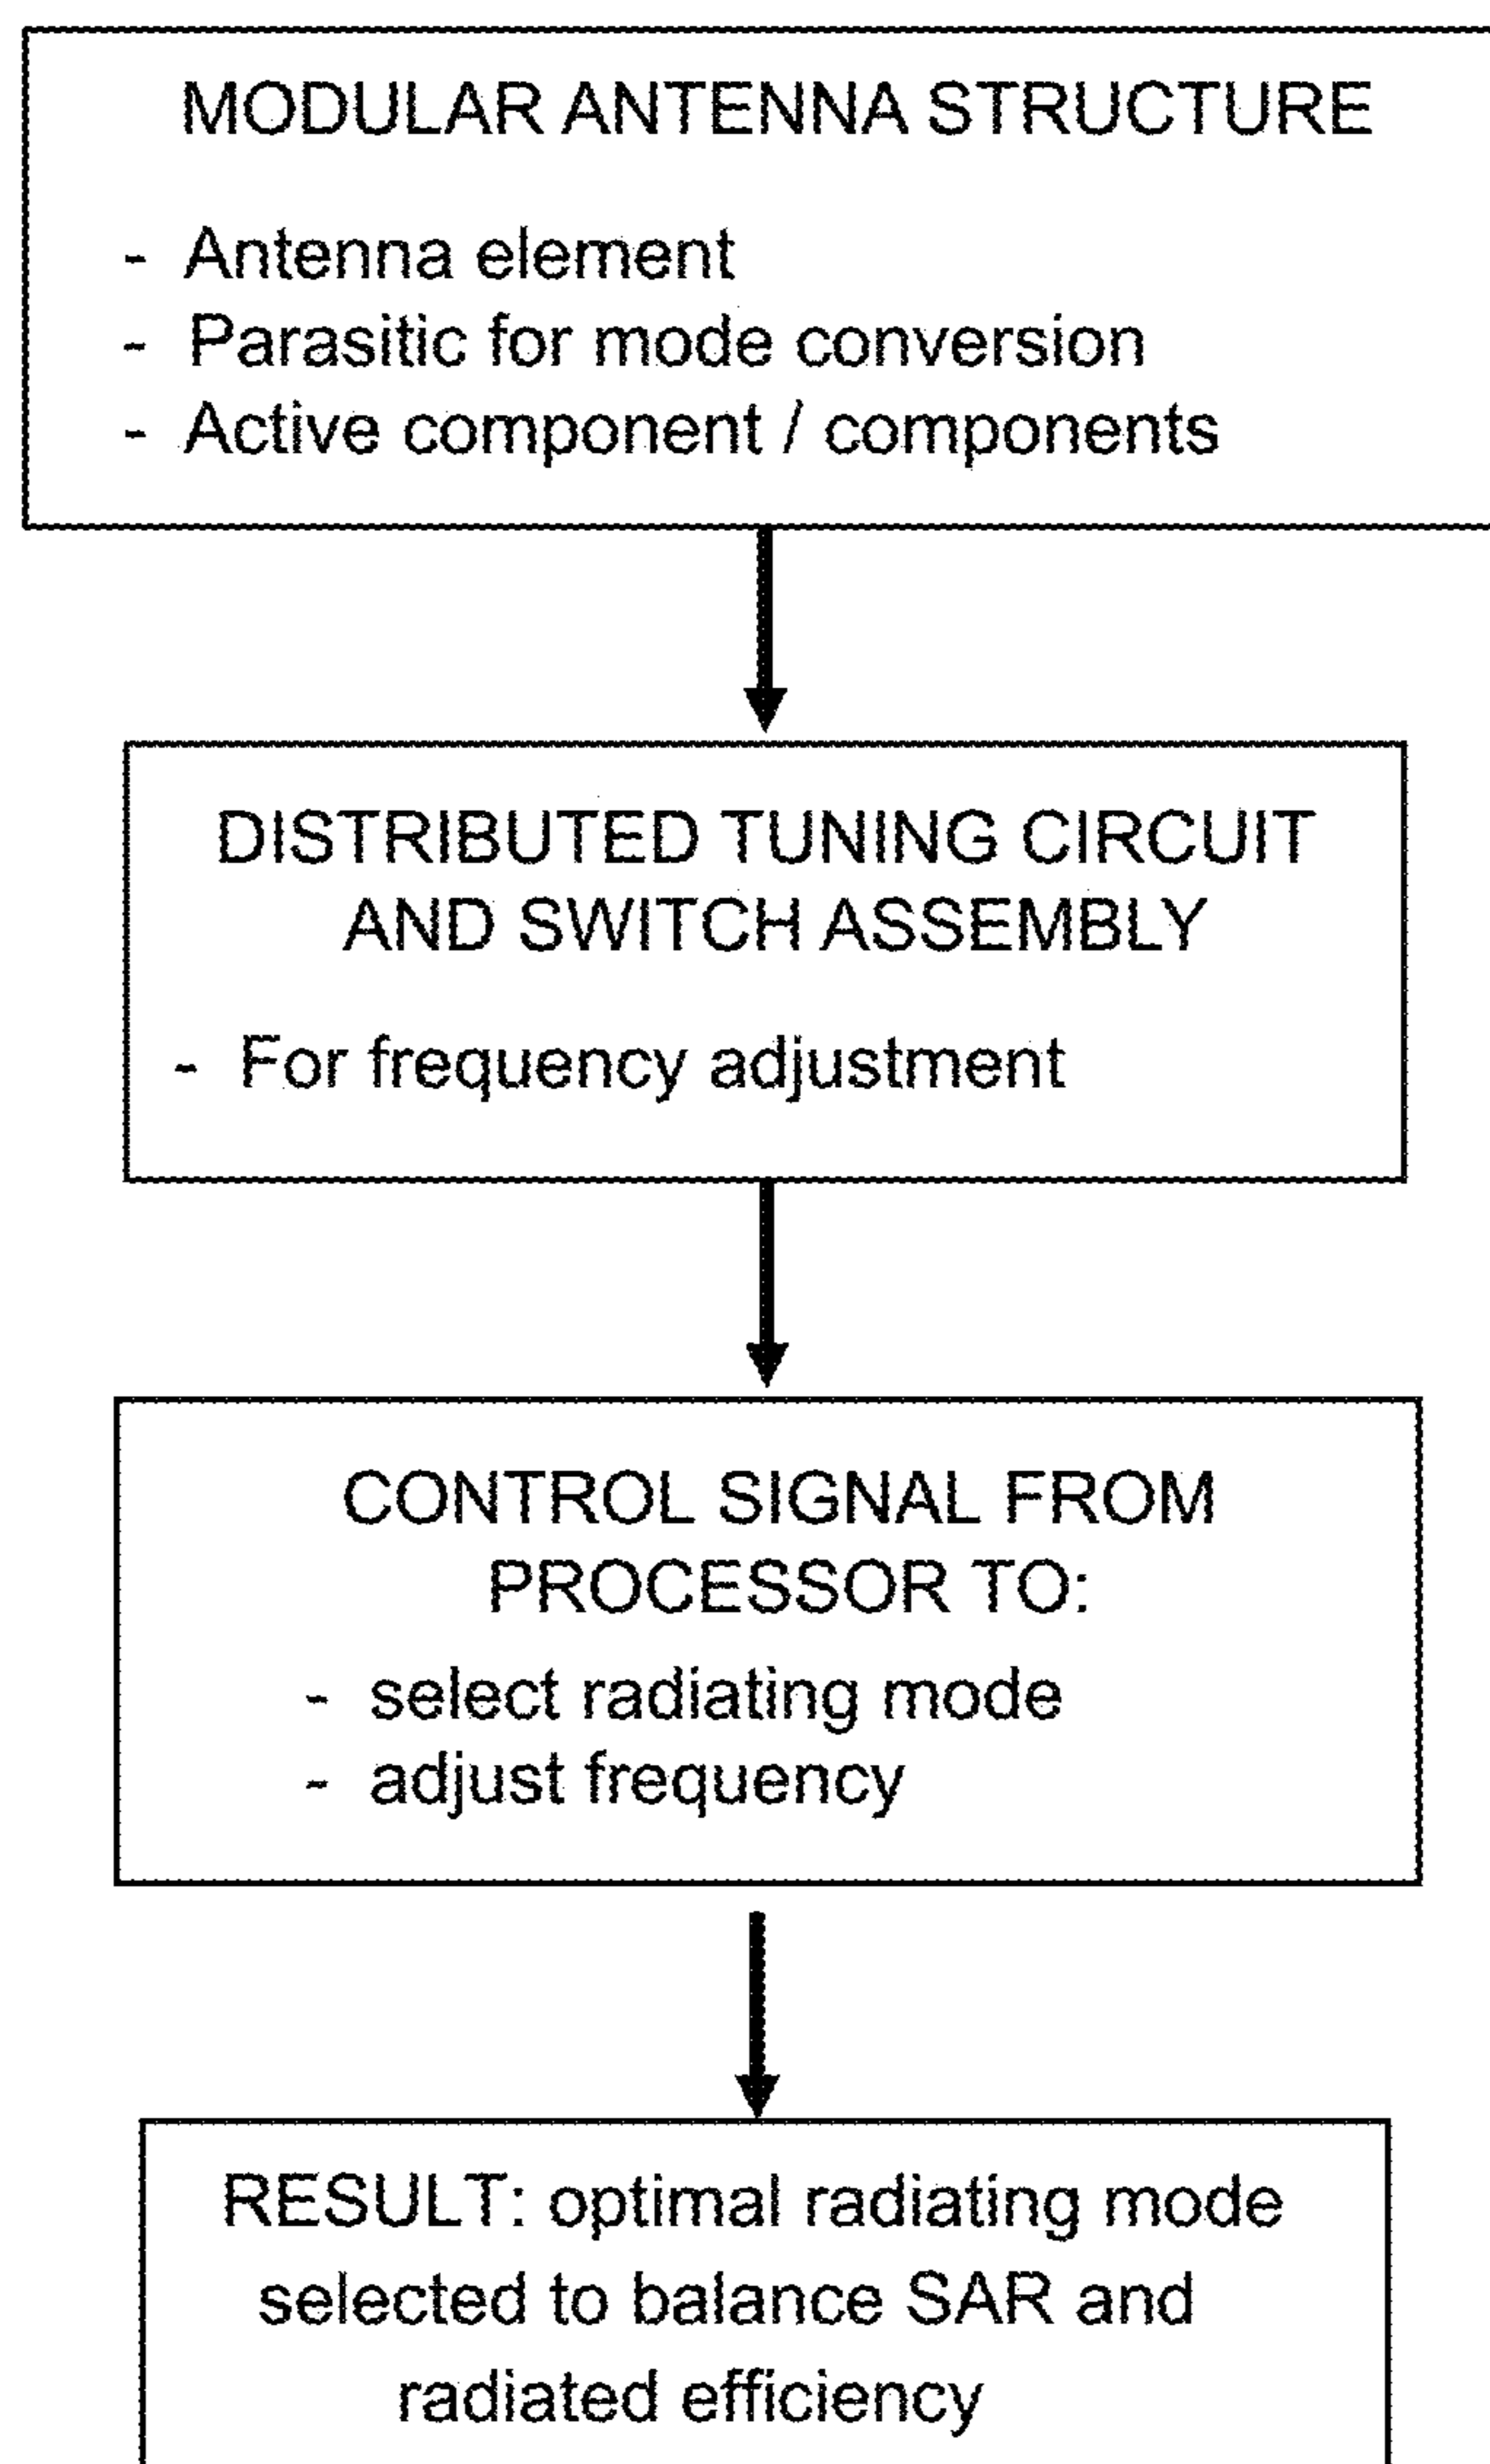 MODULAR ANTENNA STRUCTURE
- Antenna element
- Parasitic for mode conversion
- Active component / components
DISTRIBUTED TUNING CIRCUIT
AND SWITCH ASSEMBLY
- For frequency adjustment
CONTROL SIGNAL FROM
PROCESSOR TO:
- select radiating mode
- adjust frequency
RESULT: optimal radiating mode
selected to balance SAR and
radiated efficiency